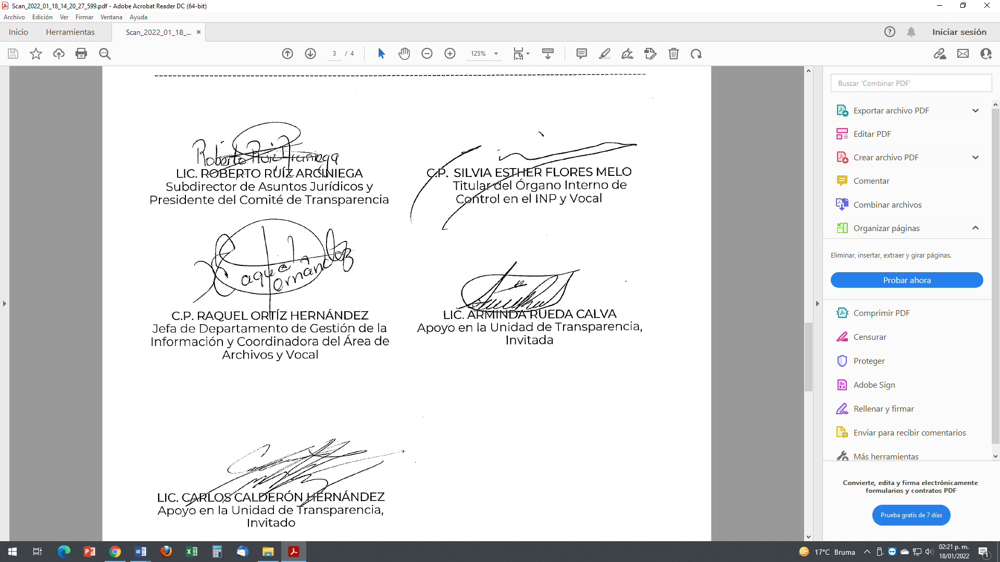 Scan_2022_01_18_14_20_27_599.pdf - Adobe Acrobat Reader DC (64-bit)
Archivo Edición Ver Firmar Ventana Ayuda
Inicio Herramientas Scan_2022_01_18_... × Iniciar sesión
3 / 4 125%
Roberto Ruiz Arciniega
LIC. ROBERTO RUÍZ ARCINIEGA
Subdirector de Asuntos Jurídicos y
Presidente del Comité de Transparencia
C.P. SILVIA ESTHER FLORES MELO
Titular del Órgano Interno de
Control en el INP y Vocal
C.P. RAQUEL ORTÍZ HERNÁNDEZ
Jefa de Departamento de Gestión de la
Información y Coordinadora del Área de
Archivos y Vocal
LIC. ARMINDA RUEDA CALVA
Apoyo en la Unidad de Transparencia,
Invitada
LIC. CARLOS CALDERÓN HERNÁNDEZ
Apoyo en la Unidad de Transparencia,
Invitado
Buscar 'Combinar PDF'
Exportar archivo PDF
Editar PDF
Crear archivo PDF
Comentar
Combinar archivos
Organizar páginas
Eliminar, insertar, extraer y girar páginas.
Probar ahora
Comprimir PDF
Censurar
Proteger
Adobe Sign
Rellenar y firmar
Enviar para recibir comentarios
Más herramientas
Convierte, edita y firma electrónicamente
formularios y contratos PDF
Prueba gratis de 7 días
17°C Bruma
02:21 p. m.
18/01/2022
1